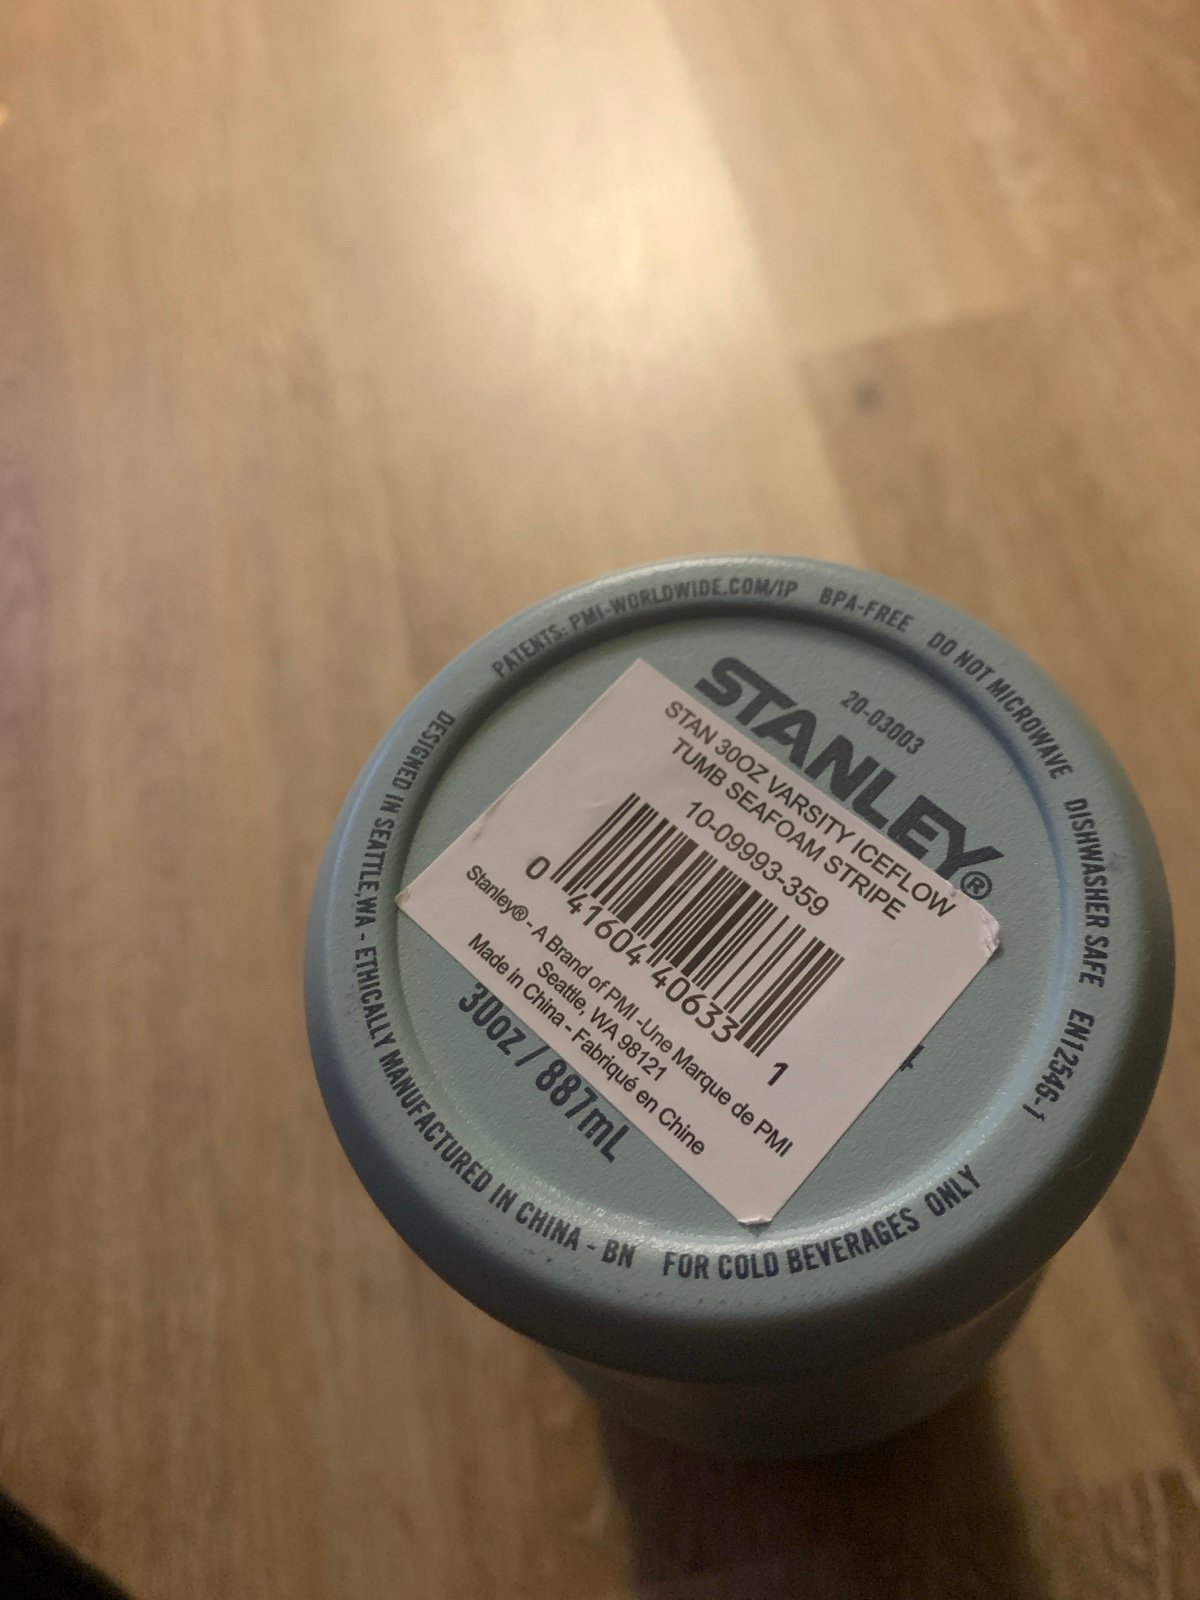 PATENTS: PMI-WORLDWIDE.COM/IP BPA-FREE DO NOT MICROWAVE DISHWASHER SAFE EN12546-1
20-03003
STANLEY®
STAN 30OZ VARSITY ICEFLOW
TUMB SEAFOAM STRIPE
10-09993-359
0 41604 40633 1
Stanley® - A Brand of PMI -Une Marque de PMI
Seattle, WA 98121
Made in China - Fabriqué en Chine
30oz / 887mL
DESIGNED IN SEATTLE,WA - ETHICALLY MANUFACTURED IN CHINA - BN FOR COLD BEVERAGES ONLY